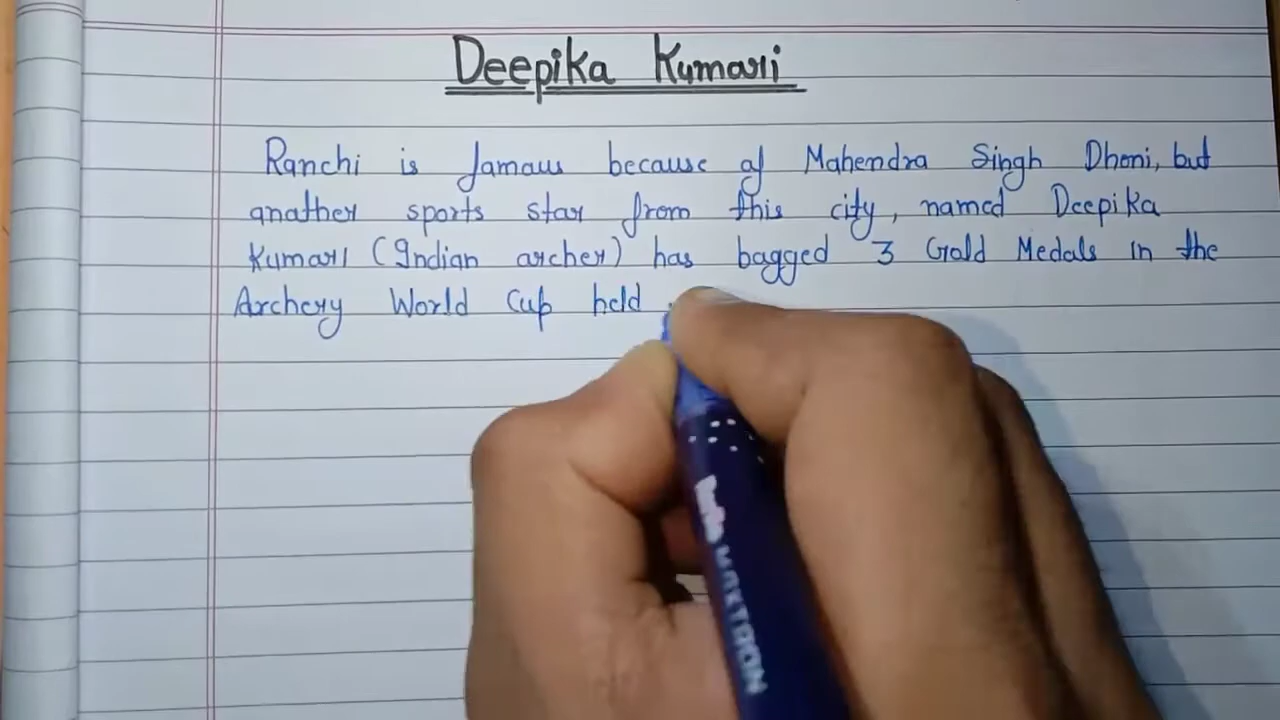 Deepika Kumari
Ranchi is famous because of Mahendra Singh Dhoni, but
another sports star from this city, named Deepika
Kumari (Indian archer) has bagged 3 Gold Medals in the
Archery World Cup held
MAXTRON